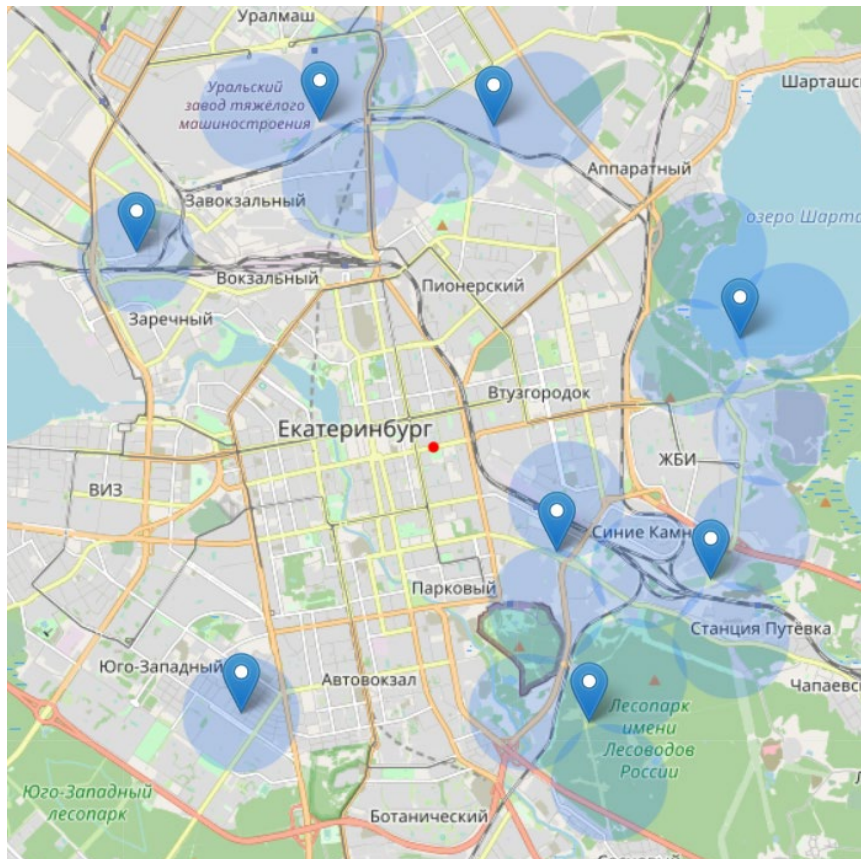 Уралмаш
Шарташс
Уральский
завод тяжёлого
машиностроения
Аппаратный
Завокзальный
озеро Шарта
Вокзальный
Пионерский
Заречный
Втузгородок
Екатеринбург
ЖБИ
ВИЗ
Синие Камн
Парковый
Станция Путёвка
Юго-Западный
Автовокзал
Чапаевс
Лесопарк
имени
Лесоводов
России
Юго-Западный
лесопарк
Ботанический